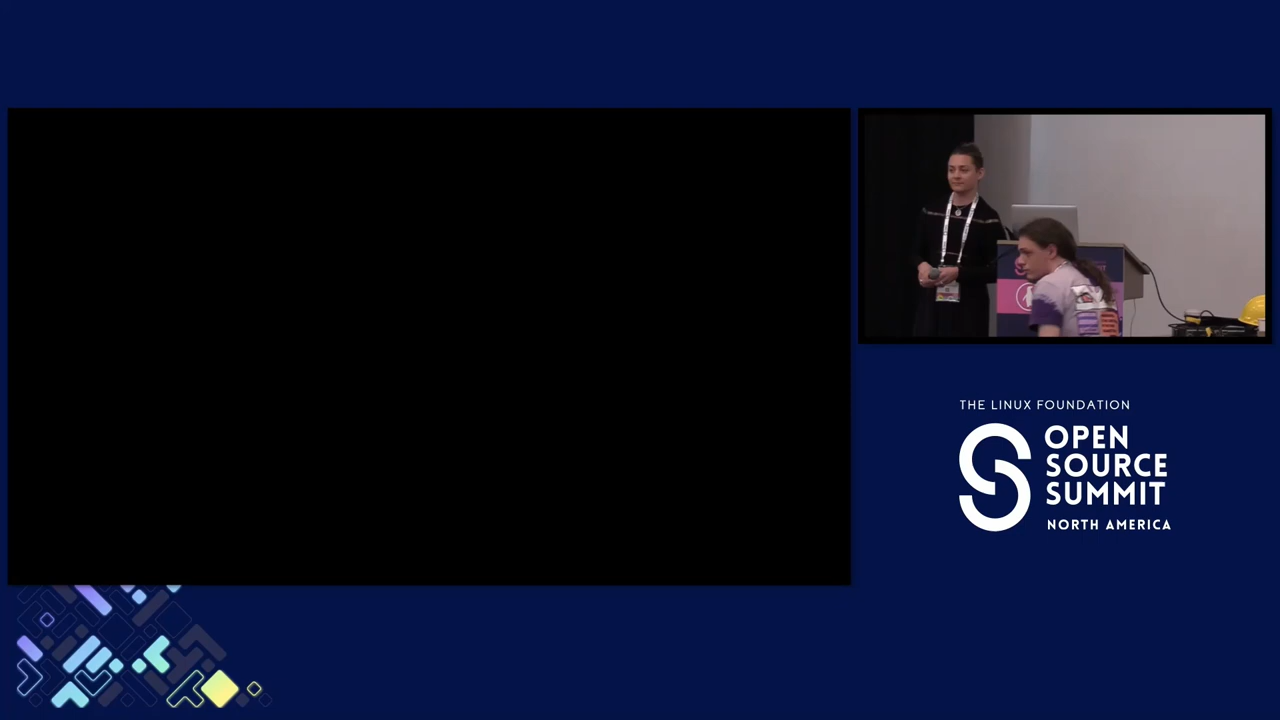 THE LINUX FOUNDATION
OPEN
SOURCE
SUMMIT
NORTH AMERICA